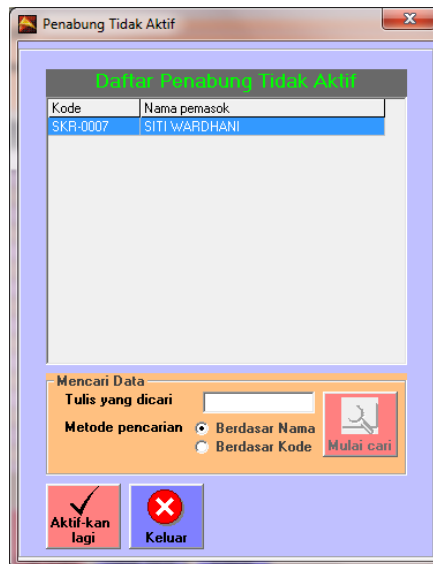 Penabung Tidak Aktif
Daftar Penabung Tidak Aktif
Kode Nama pemasok
SKR-0007 SITI WARDHANI
Mencari Data
Tulis yang dicari
Metode pencarian Berdasar Nama
Berdasar Kode
Mulai cari
Aktif-kan
lagi
Keluar